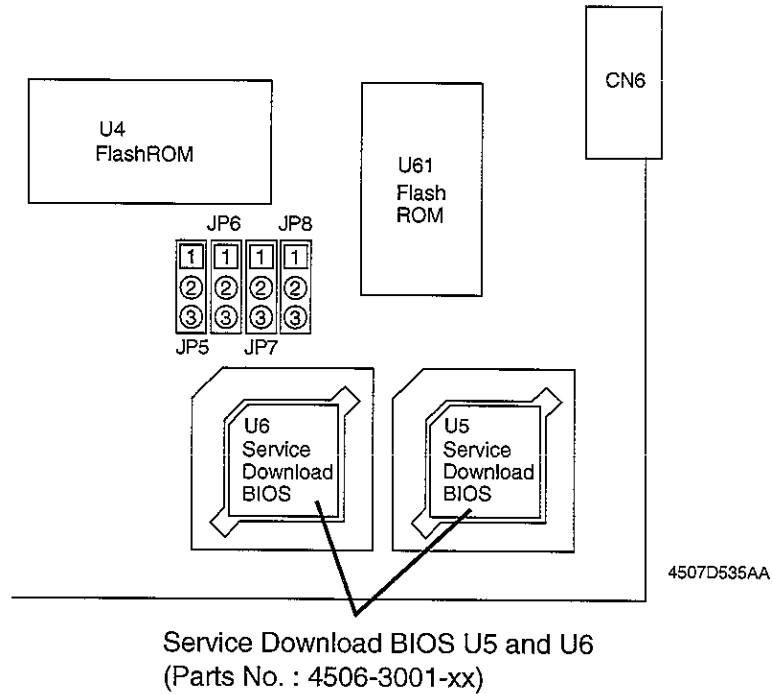 CN6
U4
FlashROM
U61
Flash
ROM
JP6 JP8
1 1 1 1
2 2 2 2
3 3 3 3
JP5 JP7
U6
Service
Download
BIOS
U5
Service
Download
BIOS
4507D535AA
Service Download BIOS U5 and U6
(Parts No. : 4506-3001-xx)